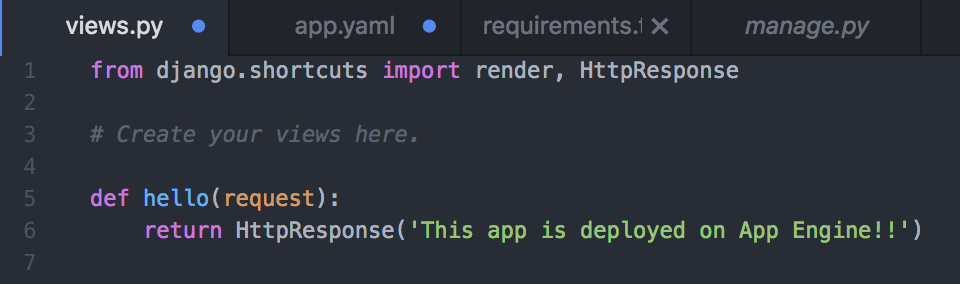 views.py app.yaml requirements.t manage.py
1 from django.shortcuts import render, HttpResponse
2
3 # Create your views here.
4
5 def hello(request):
6     return HttpResponse('This app is deployed on App Engine!!')
7